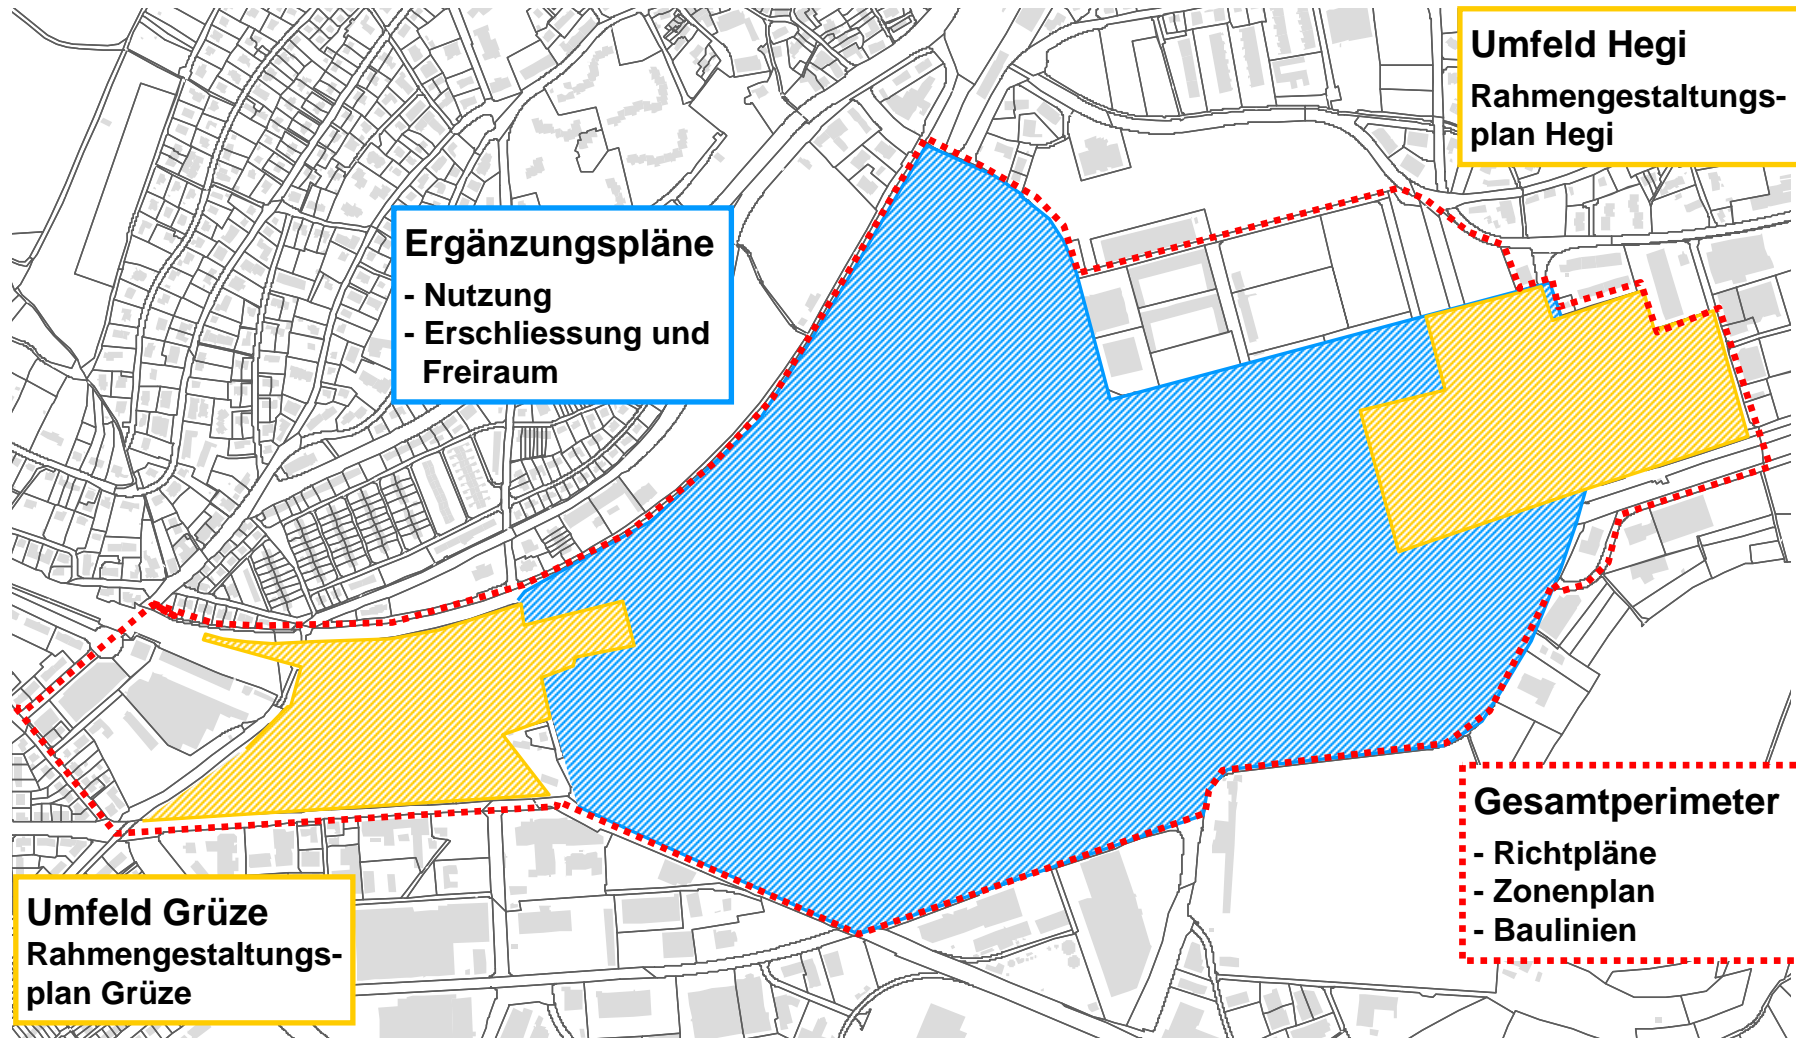 Umfeld Hegi
Rahmengestaltungs-
plan Hegi
Ergänzungspläne
- Nutzung
- Erschliessung und
Freiraum
Gesamtperimeter
- Richtpläne
- Zonenplan
- Baulinien
Umfeld Grüze
Rahmengestaltungs-
plan Grüze